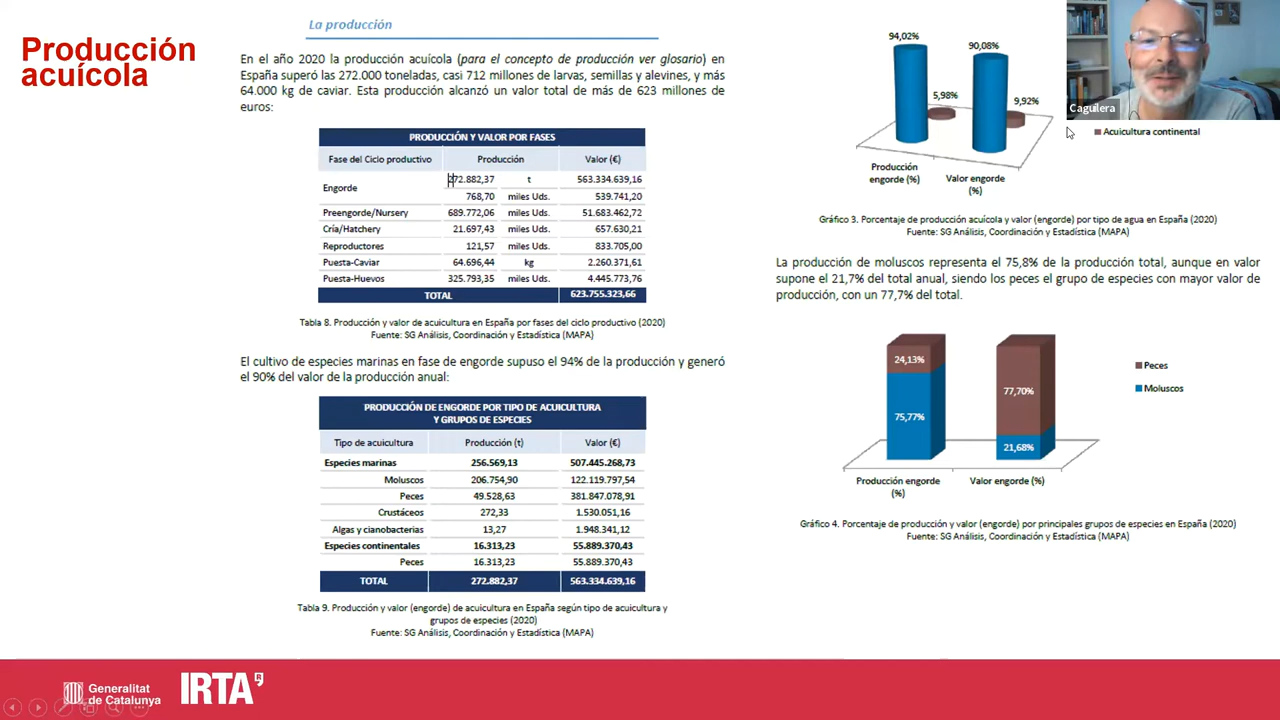 Producción
acuícola
La producción
En el año 2020 la producción acuícola (para el concepto de producción ver glosario) en
España superó las 272.000 toneladas, casi 712 millones de larvas, semillas y alevines, y más
64.000 kg de caviar. Esta producción alcanzó un valor total de más de 623 millones de
euros:
PRODUCCIÓN Y VALOR POR FASES
Fase del Ciclo productivo Producción Valor (€)
Engorde 272.882,37 t 563.334.639,16
768,70 miles Uds. 539.741,20
Preengorde/Nursery 689.772,06 miles Uds. 51.683.462,72
Cría/Hatchery 21.697,43 miles Uds. 657.630,21
Reproductores 121,57 miles Uds. 833.705,00
Puesta-Caviar 64.696,44 kg 2.260.371,61
Puesta-Huevos 325.793,35 miles Uds. 4.445.773,76
TOTAL 623.755.323,66
Tabla 8. Producción y valor de acuicultura en España por fases del ciclo productivo (2020)
Fuente: SG Análisis, Coordinación y Estadística (MAPA)
El cultivo de especies marinas en fase de engorde supuso el 94% de la producción y generó
el 90% del valor de la producción anual:
PRODUCCIÓN DE ENGORDE POR TIPO DE ACUICULTURA
Y GRUPOS DE ESPECIES
Tipo de acuicultura Producción (t) Valor (€)
Especies marinas 256.569,13 507.445.268,73
Moluscos 206.754,90 122.119.797,54
Peces 49.528,63 381.847.078,91
Crustáceos 272,33 1.530.051,16
Algas y cianobacterias 13,27 1.948.341,12
Especies continentales 16.313,23 55.889.370,43
Peces 16.313,23 55.889.370,43
TOTAL 272.882,37 563.334.639,16
Tabla 9. Producción y valor (engorde) de acuicultura en España según tipo de acuicultura y
grupos de especies (2020)
Fuente: SG Análisis, Coordinación y Estadística (MAPA)
94,02%
90,08%
5,98%
9,92%
Caguilera
Acuicultura continental
Producción
engorde (%)
Valor engorde
(%)
Gráfico 3. Porcentaje de producción acuícola y valor (engorde) por tipo de agua en España (2020)
Fuente: SG Análisis, Coordinación y Estadística (MAPA)
La producción de moluscos representa el 75,8% de la producción total, aunque en valor
supone el 21,7% del total anual, siendo los peces el grupo de especies con mayor valor de
producción, con un 77,7% del total.
24,13%
75,77%
77,70%
21,68%
Peces
Moluscos
Producción engorde
(%)
Valor engorde (%)
Gráfico 4. Porcentaje de producción y valor (engorde) por principales grupos de especies en España (2020)
Fuente: SG Análisis, Coordinación y Estadística (MAPA)
Generalitat
de Catalunya
IRTA